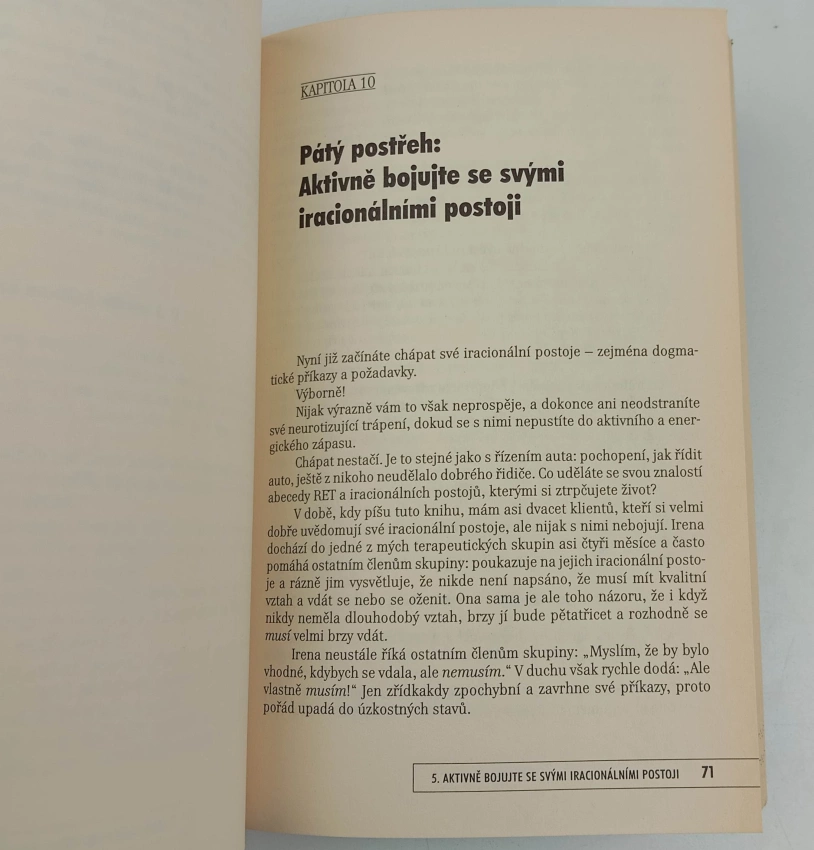 KAPITOLA 10
Pátý postřeh:
Aktivně bojujte se svými
iracionálními postoji
Nyní již začínáte chápat své iracionální postoje – zejména dogma-
tické příkazy a požadavky.
Výborně!
Nijak výrazně vám to však neprospěje, a dokonce ani neodstraníte
své neurotizující trápení, dokud se s nimi nepustíte do aktivního a ener-
gického zápasu.
Chápat nestačí. Je to stejné jako s řízením auta: pochopení, jak řídit
auto, ještě z nikoho neudělalo dobrého řidiče. Co uděláte se svou znalostí
abecedy RET a iracionálních postojů, kterými si ztrpčujete život?
V době, kdy píšu tuto knihu, mám asi dvacet klientů, kteří si velmi
dobře uvědomují své iracionální postoje, ale nijak s nimi nebojují. Irena
dochází do jedné z mých terapeutických skupin asi čtyři měsíce a často
pomáhá ostatním členům skupiny: poukazuje na jejich iracionální posto-
je a rázně jim vysvětluje, že nikde není napsáno, že musí mít kvalitní
vztah a vdát se nebo se oženit. Ona sama je ale toho názoru, že i když
nikdy neměla dlouhodobý vztah, brzy jí bude pětatřicet a rozhodně se
musí velmi brzy vdát.
Irena neustále říká ostatním členům skupiny: „Myslím, že by bylo
vhodné, kdybych se vdala, ale nemusím.“ V duchu však rychle dodá: „Ale
vlastně musím!“ Jen zřídkakdy zpochybní a zavrhne své příkazy, proto
pořád upadá do úzkostných stavů.
5. AKTIVNĚ BOJUJTE SE SVÝMI IRACIONÁLNÍMI POSTOJI 71